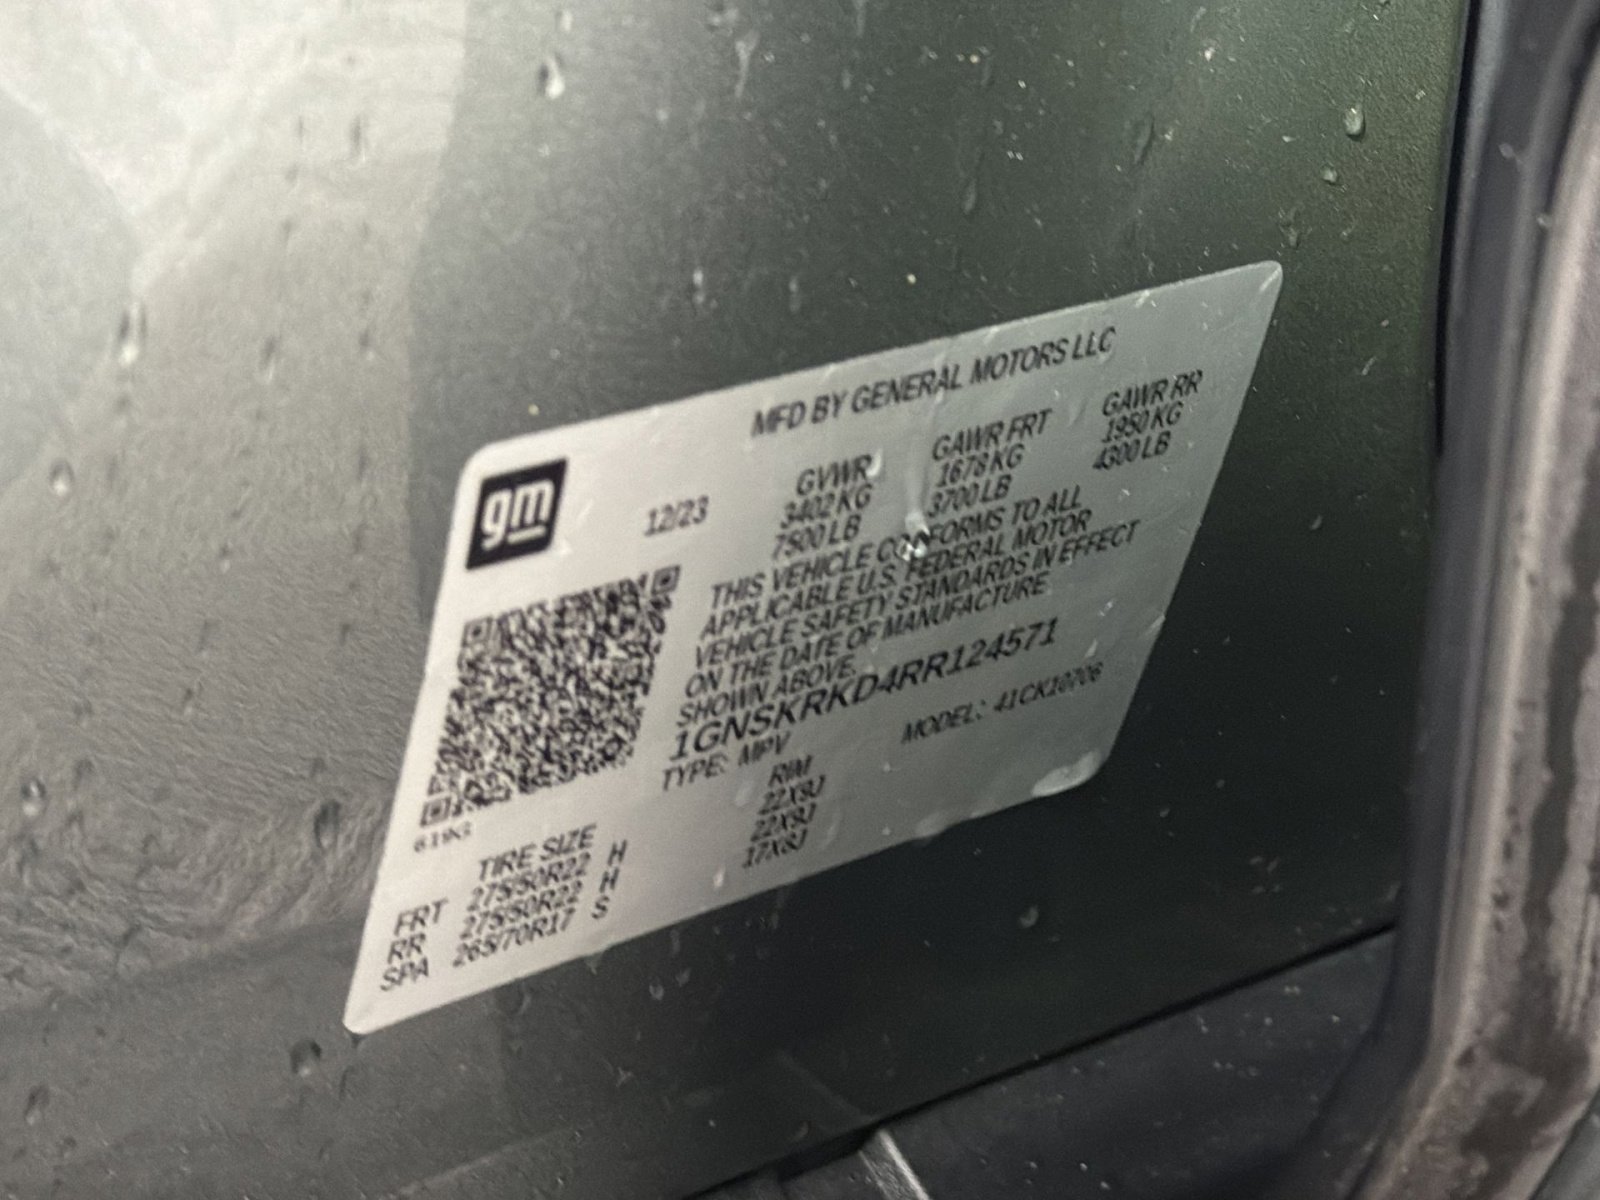 gm
MFD BY GENERAL MOTORS LLC
12/23
GVWR GAWR FRT GAWR RR
3402 KG 1678 KG 1950 KG
7500 LB 3700 LB 4300 LB
THIS VEHICLE CONFORMS TO ALL
APPLICABLE U.S. FEDERAL MOTOR
VEHICLE SAFETY STANDARDS IN EFFECT
ON THE DATE OF MANUFACTURE
SHOWN ABOVE.
1GNSKRKD4RR124571
TYPE: MPV MODEL: 41CK10706
TIRE SIZE RIM
FRT 275/50R22 H 22X9J
RR 275/50R22 H 22X9J
SPA 265/70R17 S 17X8J